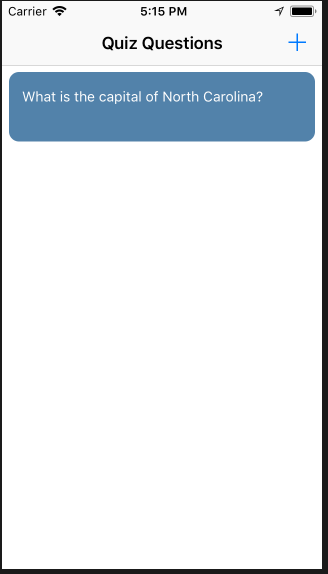 Carrier 5:15 PM
Quiz Questions
What is the capital of North Carolina?